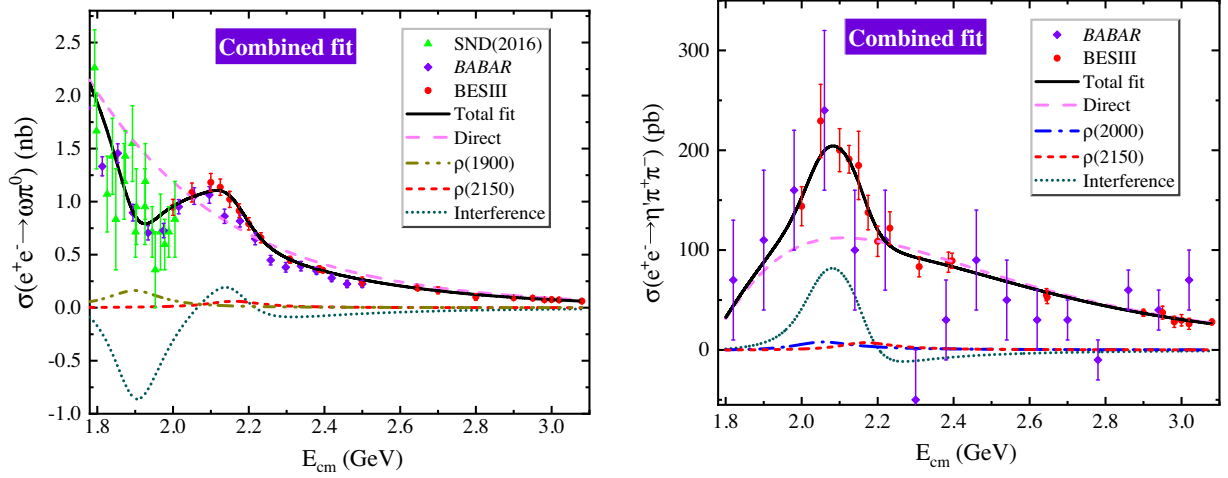 Combined fit
SND(2016)
BABAR
BESIII
Total fit
Direct
ρ(1900)
ρ(2150)
Interference
σ(e⁺e⁻→ωπ⁰) (nb)
2.5
2.0
1.5
1.0
0.5
0.0
-0.5
-1.0
1.8 2.0 2.2 2.4 2.6 2.8 3.0
E_cm (GeV)
Combined fit
BABAR
BESIII
Total fit
Direct
ρ(2000)
ρ(2150)
Interference
σ(e⁺e⁻→η'π⁺π⁻) (pb)
300
200
100
0
1.8 2.0 2.2 2.4 2.6 2.8 3.0
E_cm (GeV)